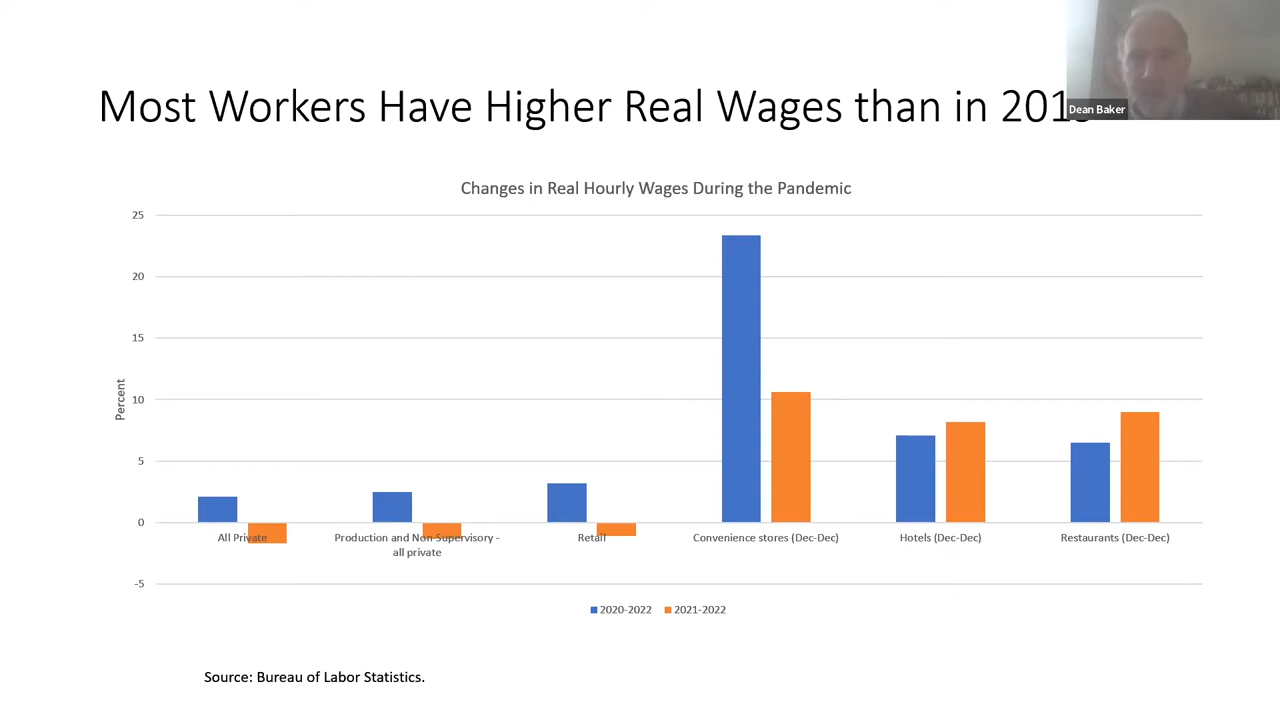 Most Workers Have Higher Real Wages than in
Dean Baker
Changes in Real Hourly Wages During the Pandemic
25
20
15
10
5
0
-5
Percent
All Private
Production and Non-Supervisory -
all private
Retail
Convenience stores (Dec-Dec)
Hotels (Dec-Dec)
Restaurants (Dec-Dec)
2020-2022
2021-2022
Source: Bureau of Labor Statistics.